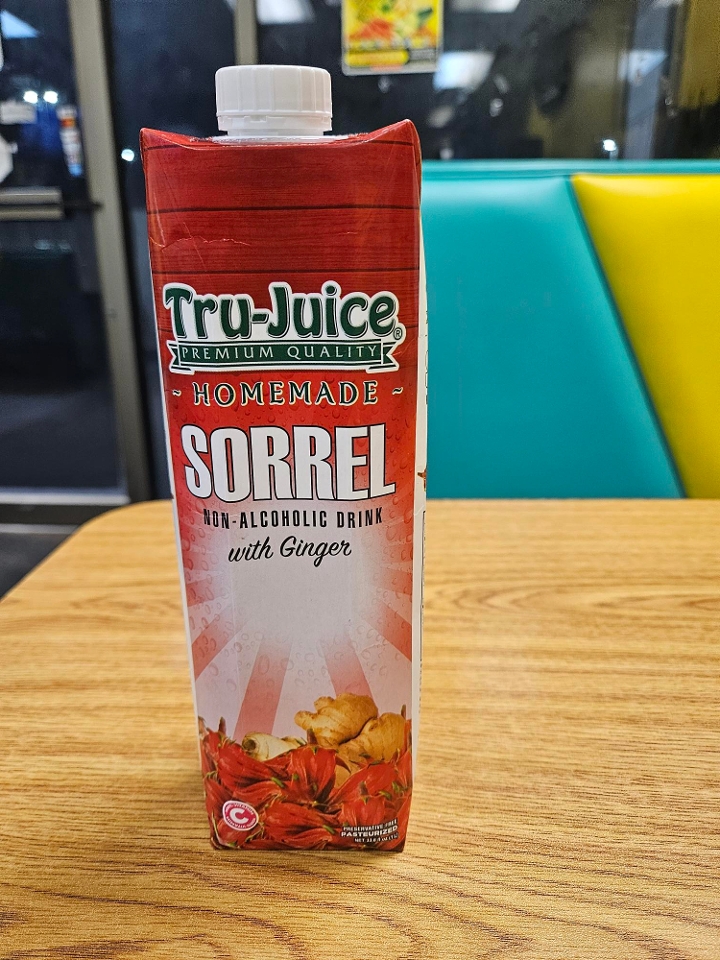 Tru-Juice®
PREMIUM QUALITY
~ HOMEMADE ~
SORREL
NON-ALCOHOLIC DRINK
with Ginger
C
PRESERVATIVE FREE
PASTEURIZED